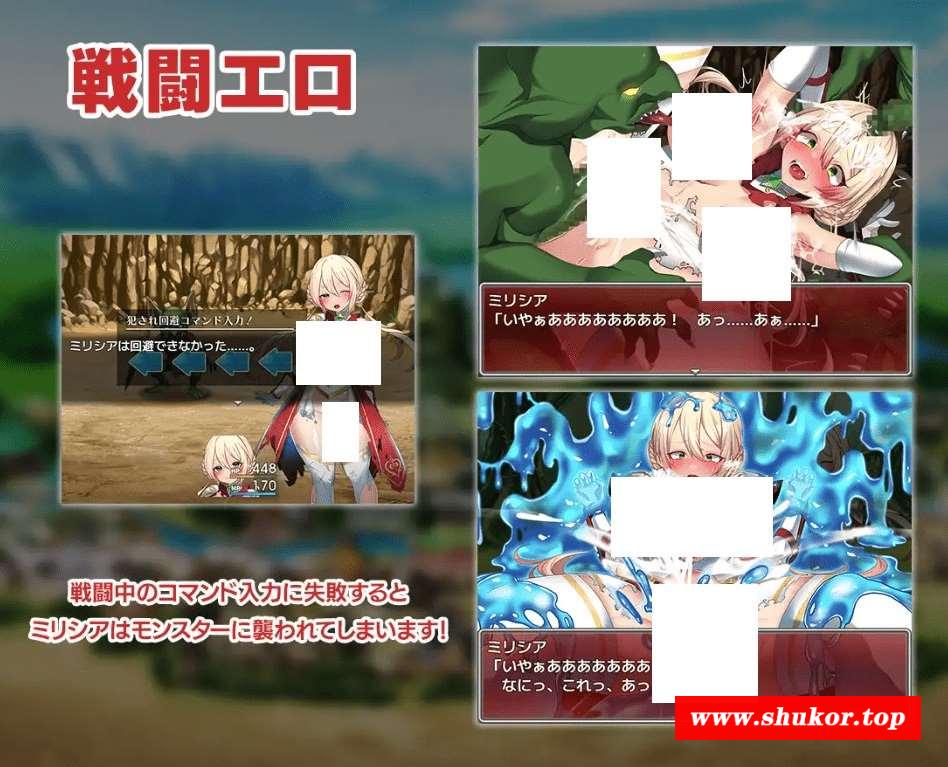 戦闘エロ
犯され回避コマンド入力！
ミリシアは回避できなかった……。
448
170
戦闘中のコマンド入力に失敗すると
ミリシアはモンスターに襲われてしまいます!
ミリシア
「いやぁああああああああ！　あっ……あぁ……」
ミリシア
「いやぁあああああああ
なにっ、これっ、あっ
www.shukor.top